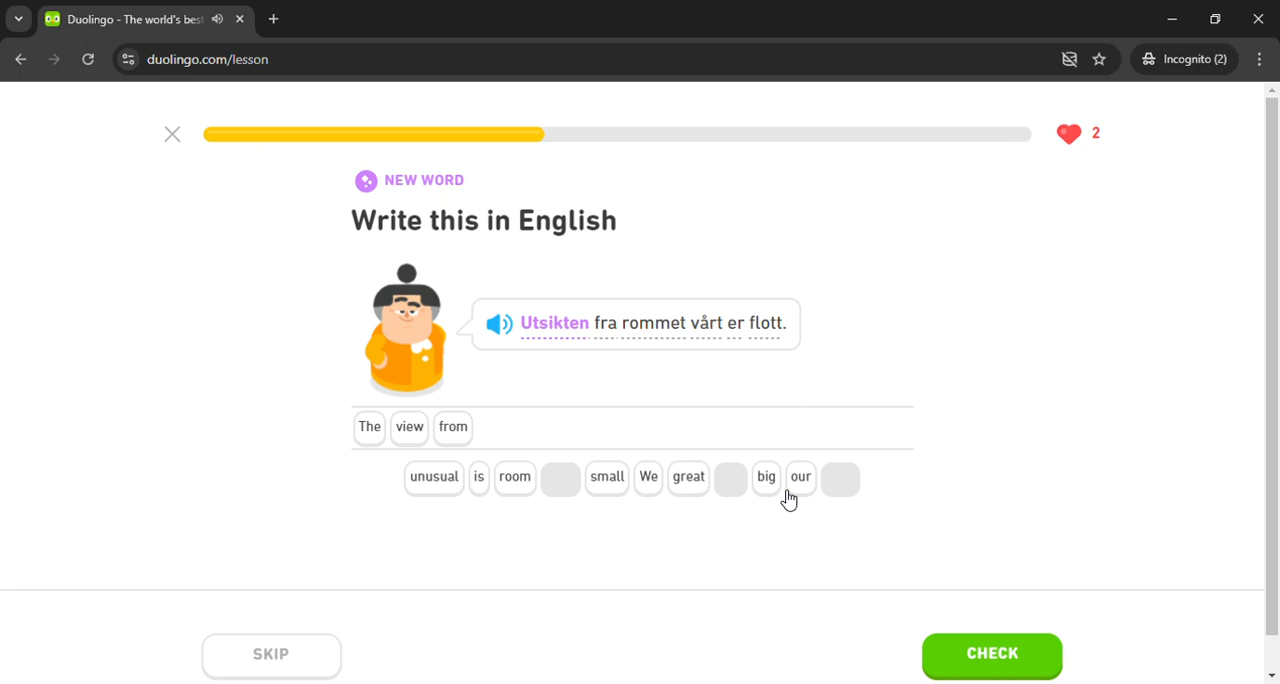 Duolingo - The world's bes
duolingo.com/lesson
Incognito (2)
2
NEW WORD
Write this in English
Utsikten fra rommet vårt er flott.
The view from
unusual is room small We great big our
SKIP
CHECK